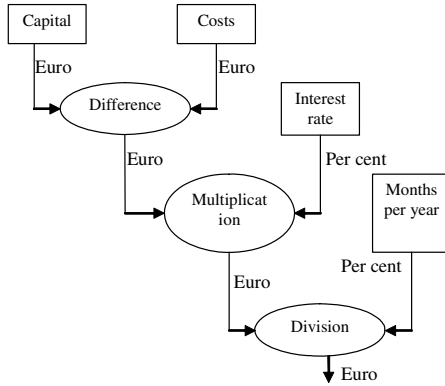 Capital
Costs
Euro
Euro
Difference
Interest
rate
Euro
Per cent
Multiplicat
ion
Months
per year
Per cent
Euro
Division
Euro